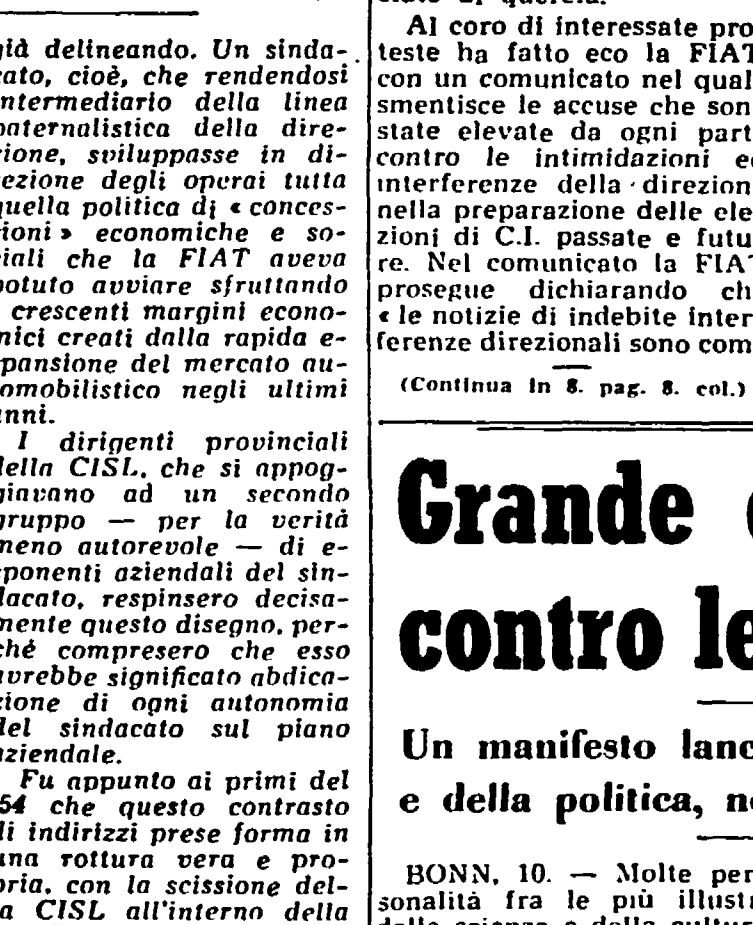 già delineando. Un sinda-
cato, cioè, che rendendosi
intermediario della linea
paternalistica della dire-
zione, sviluppasse in di-
rezione degli operai tutta
quella politica di « conces-
sioni » economiche e so-
ciali che la FIAT aveva
potuto avviare sfruttando
crescenti margini econo-
mici creati dalla rapida e-
spansione del mercato au-
tomobilistico negli ultimi
anni.
I dirigenti provinciali
della CISL, che si appog-
giavano ad un secondo
gruppo — per la verità
meno autorevole — di e-
sponenti aziendali del sin-
dacato, respinsero decisa-
mente questo disegno, per-
ché compresero che esso
avrebbe significato abdica-
zione di ogni autonomia
del sindacato sul piano
aziendale.
Fu appunto ai primi del
54 che questo contrasto
di indirizzi prese forma in
una rottura vera e pro-
pria, con la scissione del-
la CISL all'interno della
Al coro di interessate pro
teste ha fatto eco la FIAT
con un comunicato nel qual
smentisce le accuse che son
state elevate da ogni part
contro le intimidazioni e
interferenze della direzion
nella preparazione delle ele
zioni di C.I. passate e futu
re. Nel comunicato la FIA
prosegue dichiarando ch
« le notizie di indebite inter
ferenze direzionali sono com
(Continua in 8. pag. 8. col.)
Grande
contro le
Un manifesto lanc
e della politica, n
BONN, 10. — Molte per
sonalità fra le più illustr